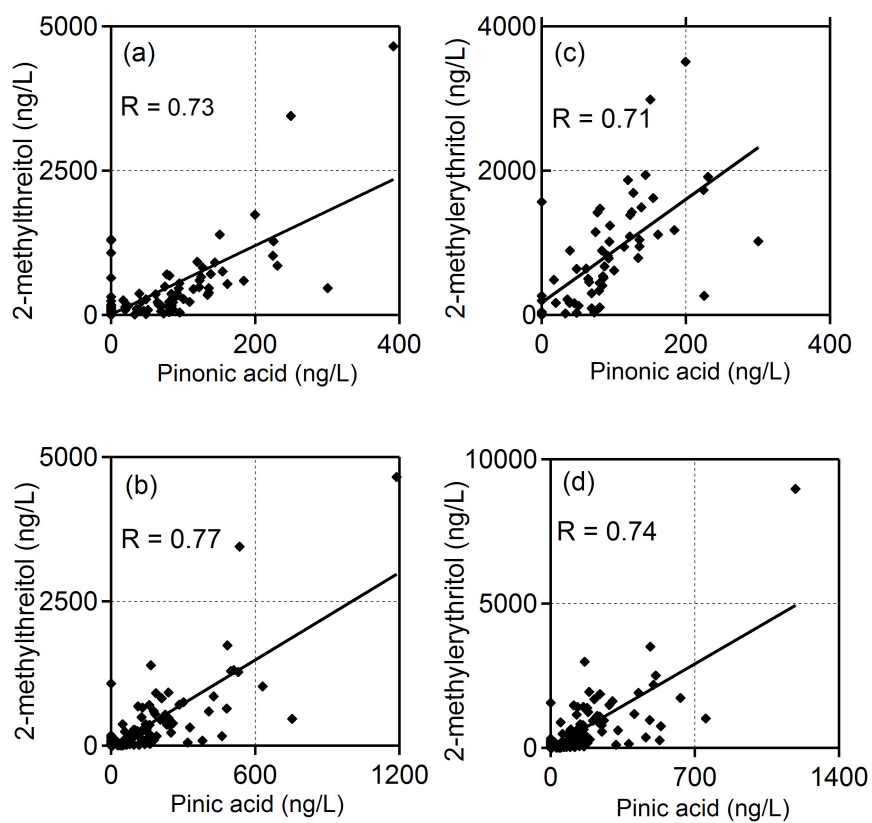 (a)
R = 0.73
5000
2500
0
0 200 400
2-methylthreitol (ng/L)
Pinonic acid (ng/L)
(c)
R = 0.71
4000
2000
0
0 200 400
2-methylerythritol (ng/L)
Pinonic acid (ng/L)
(b)
R = 0.77
5000
2500
0
0 600 1200
2-methylthreitol (ng/L)
Pinic acid (ng/L)
(d)
R = 0.74
10000
5000
0
0 700 1400
2-methylerythritol (ng/L)
Pinic acid (ng/L)